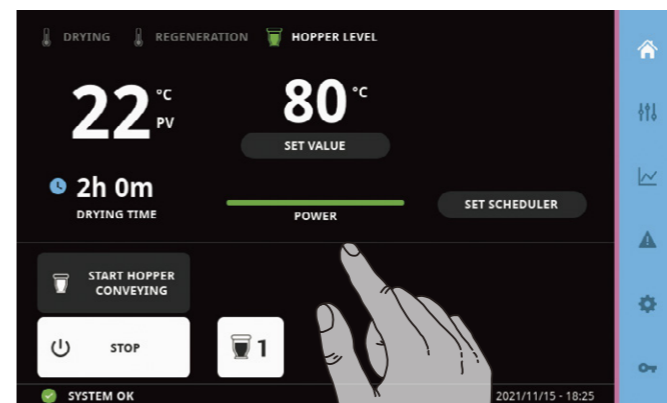 DRYING REGENERATION HOPPER LEVEL
22 °C PV
80 °C
SET VALUE
2h 0m
DRYING TIME
POWER
SET SCHEDULER
START HOPPER
CONVEYING
STOP
1
SYSTEM OK
2021/11/15 - 18:25